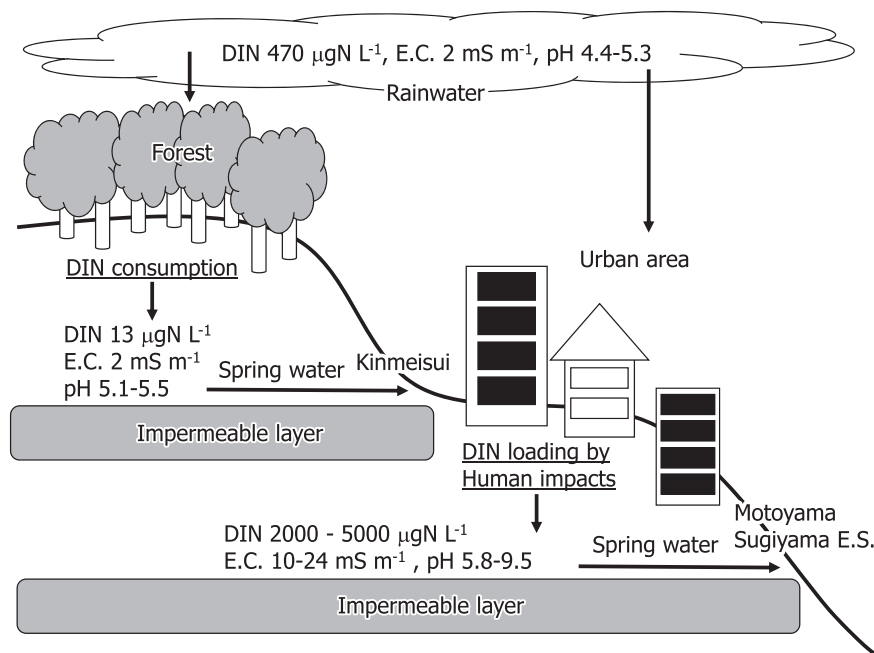 DIN 470 μgN L⁻¹, E.C. 2 mS m⁻¹, pH 4.4-5.3
Rainwater
Forest
Urban area
DIN consumption
DIN 13 μgN L⁻¹
E.C. 2 mS m⁻¹
pH 5.1-5.5
Spring water
Kinmeisui
Impermeable layer
DIN loading by
Human impacts
DIN 2000 - 5000 μgN L⁻¹
E.C. 10-24 mS m⁻¹ , pH 5.8-9.5
Spring water
Motoyama
Sugiyama E.S.
Impermeable layer